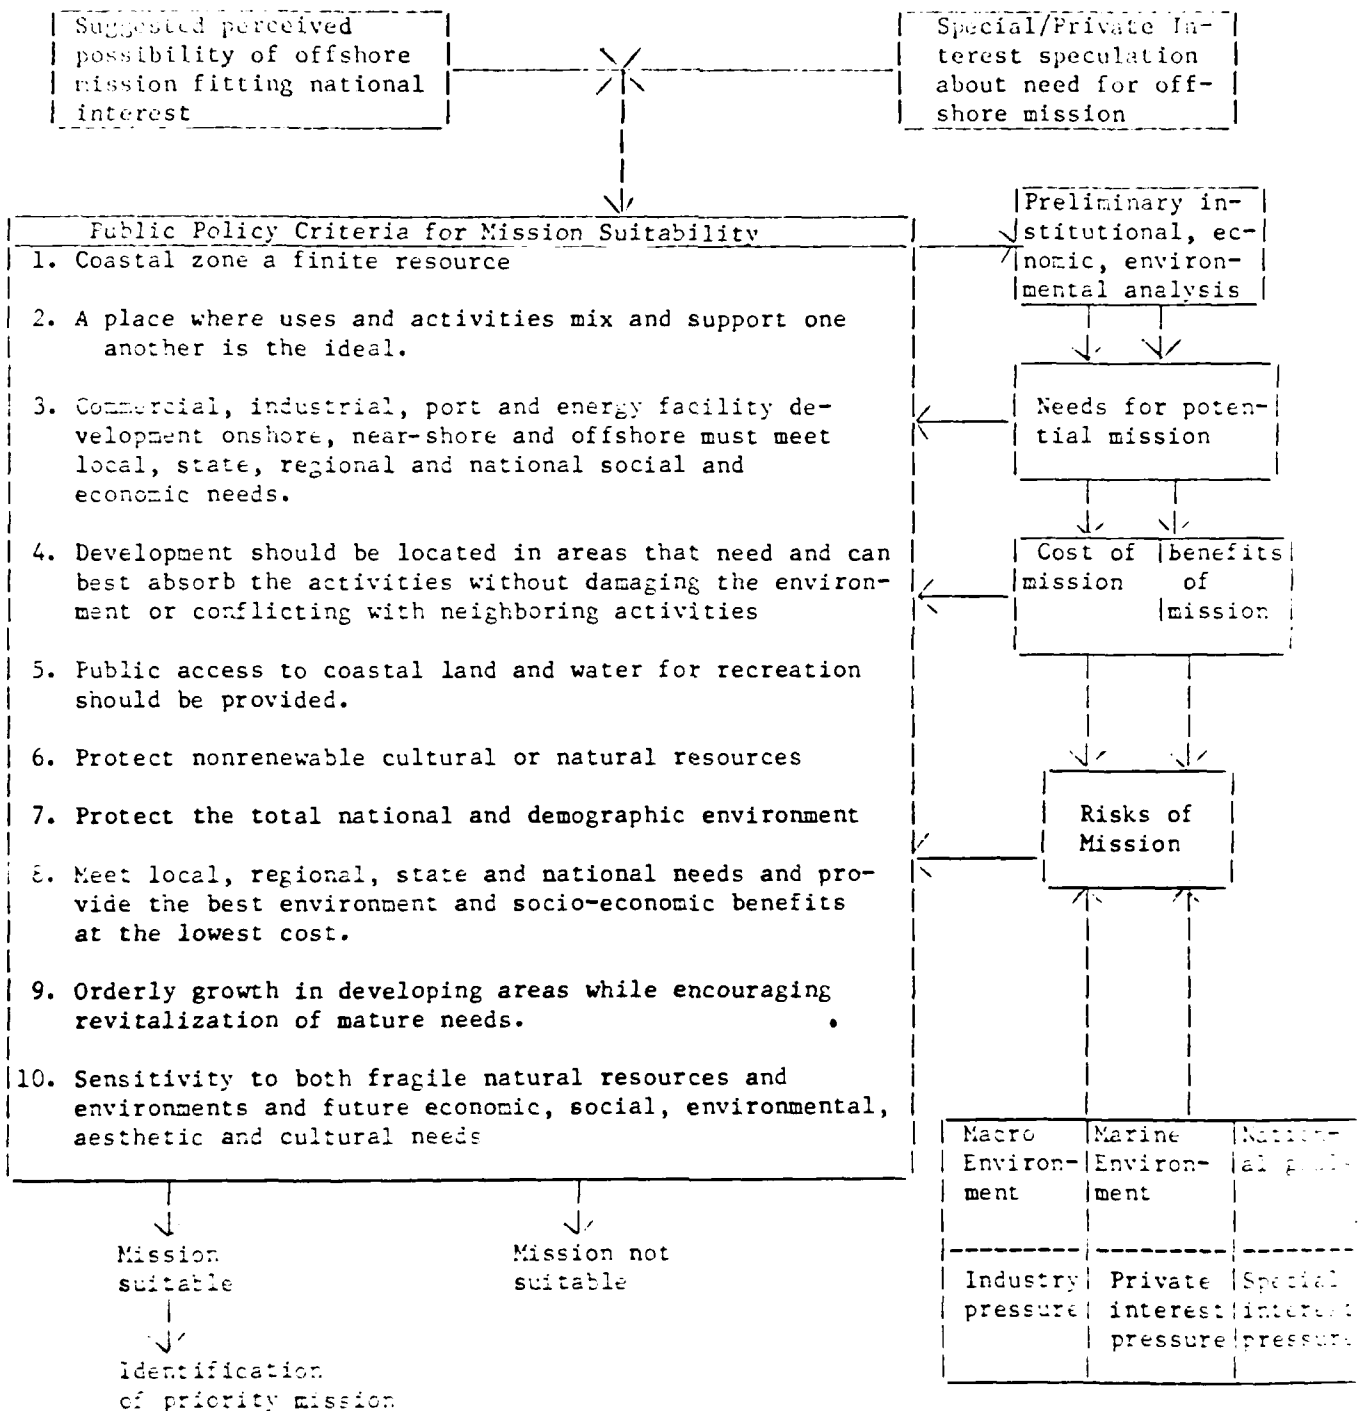 Suggested perceived
possibility of offshore
mission fitting national
interest
Special/Private In-
terest speculation
about need for off-
shore mission
Public Policy Criteria for Mission Suitability
1. Coastal zone a finite resource
2. A place where uses and activities mix and support one
another is the ideal.
3. Commercial, industrial, port and energy facility de-
velopment onshore, near-shore and offshore must meet
local, state, regional and national social and
economic needs.
4. Development should be located in areas that need and can
best absorb the activities without damaging the environ-
ment or conflicting with neighboring activities
5. Public access to coastal land and water for recreation
should be provided.
6. Protect nonrenewable cultural or natural resources
7. Protect the total national and demographic environment
8. Meet local, regional, state and national needs and pro-
vide the best environment and socio-economic benefits
at the lowest cost.
9. Orderly growth in developing areas while encouraging
revitalization of mature needs.
10. Sensitivity to both fragile natural resources and
environments and future economic, social, environmental,
aesthetic and cultural needs
Preliminary in-
stitutional, ec-
nomic, environ-
mental analysis
Needs for poten-
tial mission
Cost of
mission
benefits
of
mission
Risks of
Mission
Macro
Environ-
ment
Marine
Environ-
ment
Nation-
al goals
Industry
pressure
Private
interest
pressure
Special
interest
pressure
Mission
suitable
Mission not
suitable
Identification
of priority mission